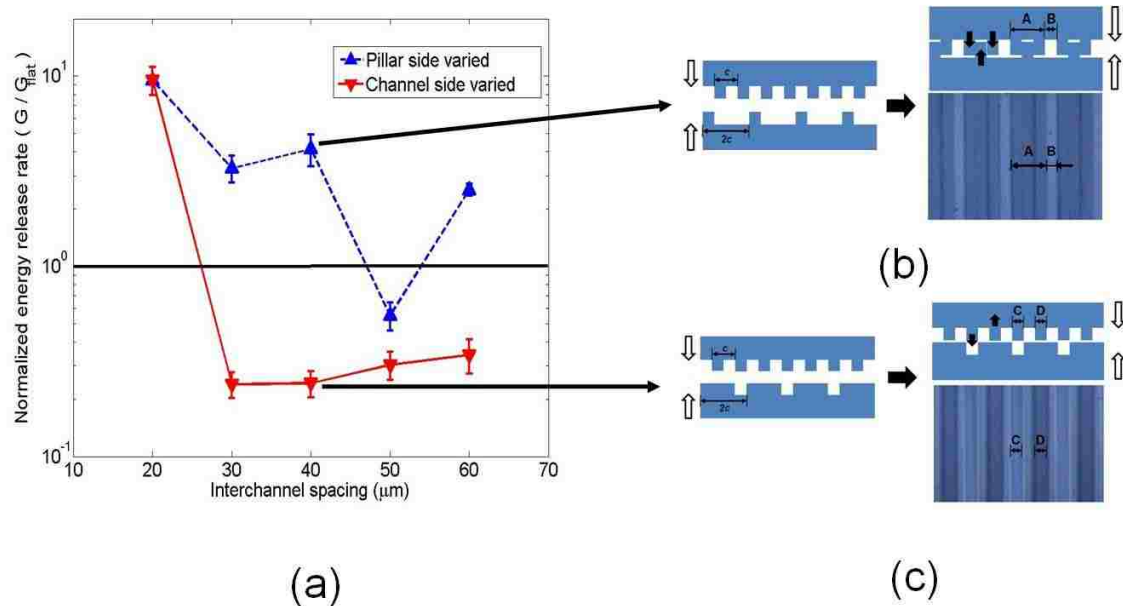 Normalized energy release rate ( G / G_flat )
10^1
10^0
10^-1
10 20 30 40 50 60 70
Interchannel spacing (μm)
Pillar side varied
Channel side varied
(a)
c
2c
A B
A B
(b)
c
2c
C D
C D
(c)